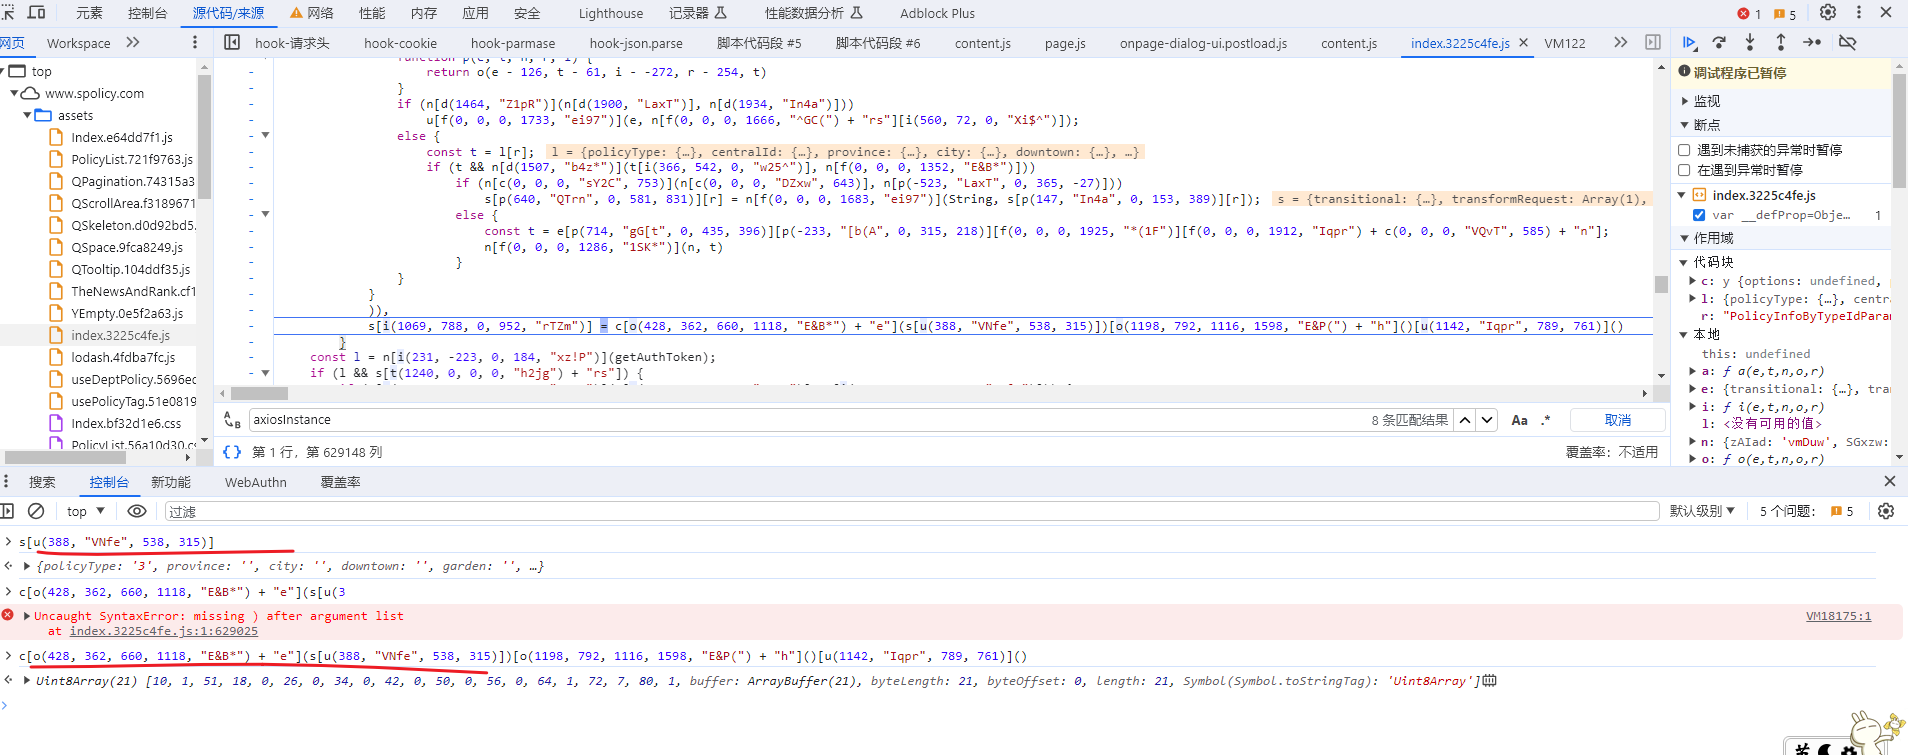 元素 控制台 源代码/来源 网络 性能 内存 应用 安全 Lighthouse 记录器 性能数据分析 Adblock Plus 1 5
网页 Workspace hook-请求头 hook-cookie hook-parmase hook-json.parse 脚本代码段 #5 脚本代码段 #6 content.js page.js onpage-dialog-ui.postload.js content.js index.3225c4fe.js VM122
top
www.spolicy.com
assets
Index.e64dd7f1.js
PolicyList.721f9763.js
QPagination.74315a3
QScrollArea.f3189671
QSkeleton.d0d92bd5.
QSpace.9fca8249.js
QTooltip.104ddf35.js
TheNewsAndRank.cf1
YEmpty.0e5f2a63.js
index.3225c4fe.js
lodash.4fdba7fc.js
useDeptPolicy.5696ec
usePolicyTag.51e0819
Index.bf32d1e6.css
PolicyList.56a10d30.cs
function p(e, t, n, r, i) {
return o(e - 126, t - 61, i - -272, r - 254, t)
}
if (n[d(1464, "Z1pR")](n[d(1900, "LaxT")], n[d(1934, "In4a")]))
u[f(0, 0, 0, 1733, "ei97")](e, n[f(0, 0, 0, 1666, "^GC(") + "rs"][i(560, 72, 0, "Xi$^")]);
else {
const t = l[r]; l = {policyType: {…}, centralId: {…}, province: {…}, city: {…}, downtown: {…}, …}
if (t && n[d(1507, "b4z*")](t[i(366, 542, 0, "w25^")], n[f(0, 0, 0, 1352, "E&B*")]))
if (n[c(0, 0, 0, "sY2C", 753)](n[c(0, 0, 0, "DZxw", 643)], n[p(-523, "LaxT", 0, 365, -27)]))
s[p(640, "QTrn", 0, 581, 831)][r] = n[f(0, 0, 0, 1683, "ei97")](String, s[p(147, "In4a", 0, 153, 389)][r]); s = {transitional: {…}, transformRequest: Array(1),
else {
const t = e[p(714, "gG[t", 0, 435, 396)][p(-233, "[b(A", 0, 315, 218)][f(0, 0, 0, 1925, "*(1F")][f(0, 0, 0, 1912, "Iqpr") + c(0, 0, 0, "VQvT", 585) + "n"];
n[f(0, 0, 0, 1286, "1SK*")](n, t)
}
}
}
)),
s[i(1069, 788, 0, 952, "rTZm")] = c[o(428, 362, 660, 1118, "E&B*") + "e"](s[u(388, "VNfe", 538, 315)])[o(1198, 792, 1116, 1598, "E&P(") + "h"]()[u(1142, "Iqpr", 789, 761)]()
}
const l = n[i(231, -223, 0, 184, "xz!P")](getAuthToken);
if (l && s[t(1240, 0, 0, 0, "h2jg") + "rs"]) {
axiosInstance 8 条匹配结果 Aa .* 取消
{} 第 1 行，第 629148 列 覆盖率：不适用
调试程序已暂停
监视
断点
遇到未捕获的异常时暂停
在遇到异常时暂停
index.3225c4fe.js
var __defProp=Obje… 1
作用域
代码块
c: y {options: undefined,
l: {policyType: {…}, centra
r: "PolicyInfoByTypeIdParam
本地
this: undefined
a: ƒ a(e,t,n,o,r)
e: {transitional: {…}, tra
i: ƒ i(e,t,n,o,r)
l: <没有可用的值>
n: {zAIad: 'vmDuw', SGxzw:
o: ƒ o(e,t,n,o,r)
搜索 控制台 新功能 WebAuthn 覆盖率
top 过滤 默认级别 5 个问题： 5
s[u(388, "VNfe", 538, 315)]
{policyType: '3', province: '', city: '', downtown: '', garden: '', …}
c[o(428, 362, 660, 1118, "E&B*") + "e"](s[u(3
Uncaught SyntaxError: missing ) after argument list VM18175:1
at index.3225c4fe.js:1:629025
c[o(428, 362, 660, 1118, "E&B*") + "e"](s[u(388, "VNfe", 538, 315)])[o(1198, 792, 1116, 1598, "E&P(") + "h"]()[u(1142, "Iqpr", 789, 761)]()
Uint8Array(21) [10, 1, 51, 18, 0, 26, 0, 34, 0, 42, 0, 50, 0, 56, 0, 64, 1, 72, 7, 80, 1, buffer: ArrayBuffer(21), byteLength: 21, byteOffset: 0, length: 21, Symbol(Symbol.toStringTag): 'Uint8Array']
英